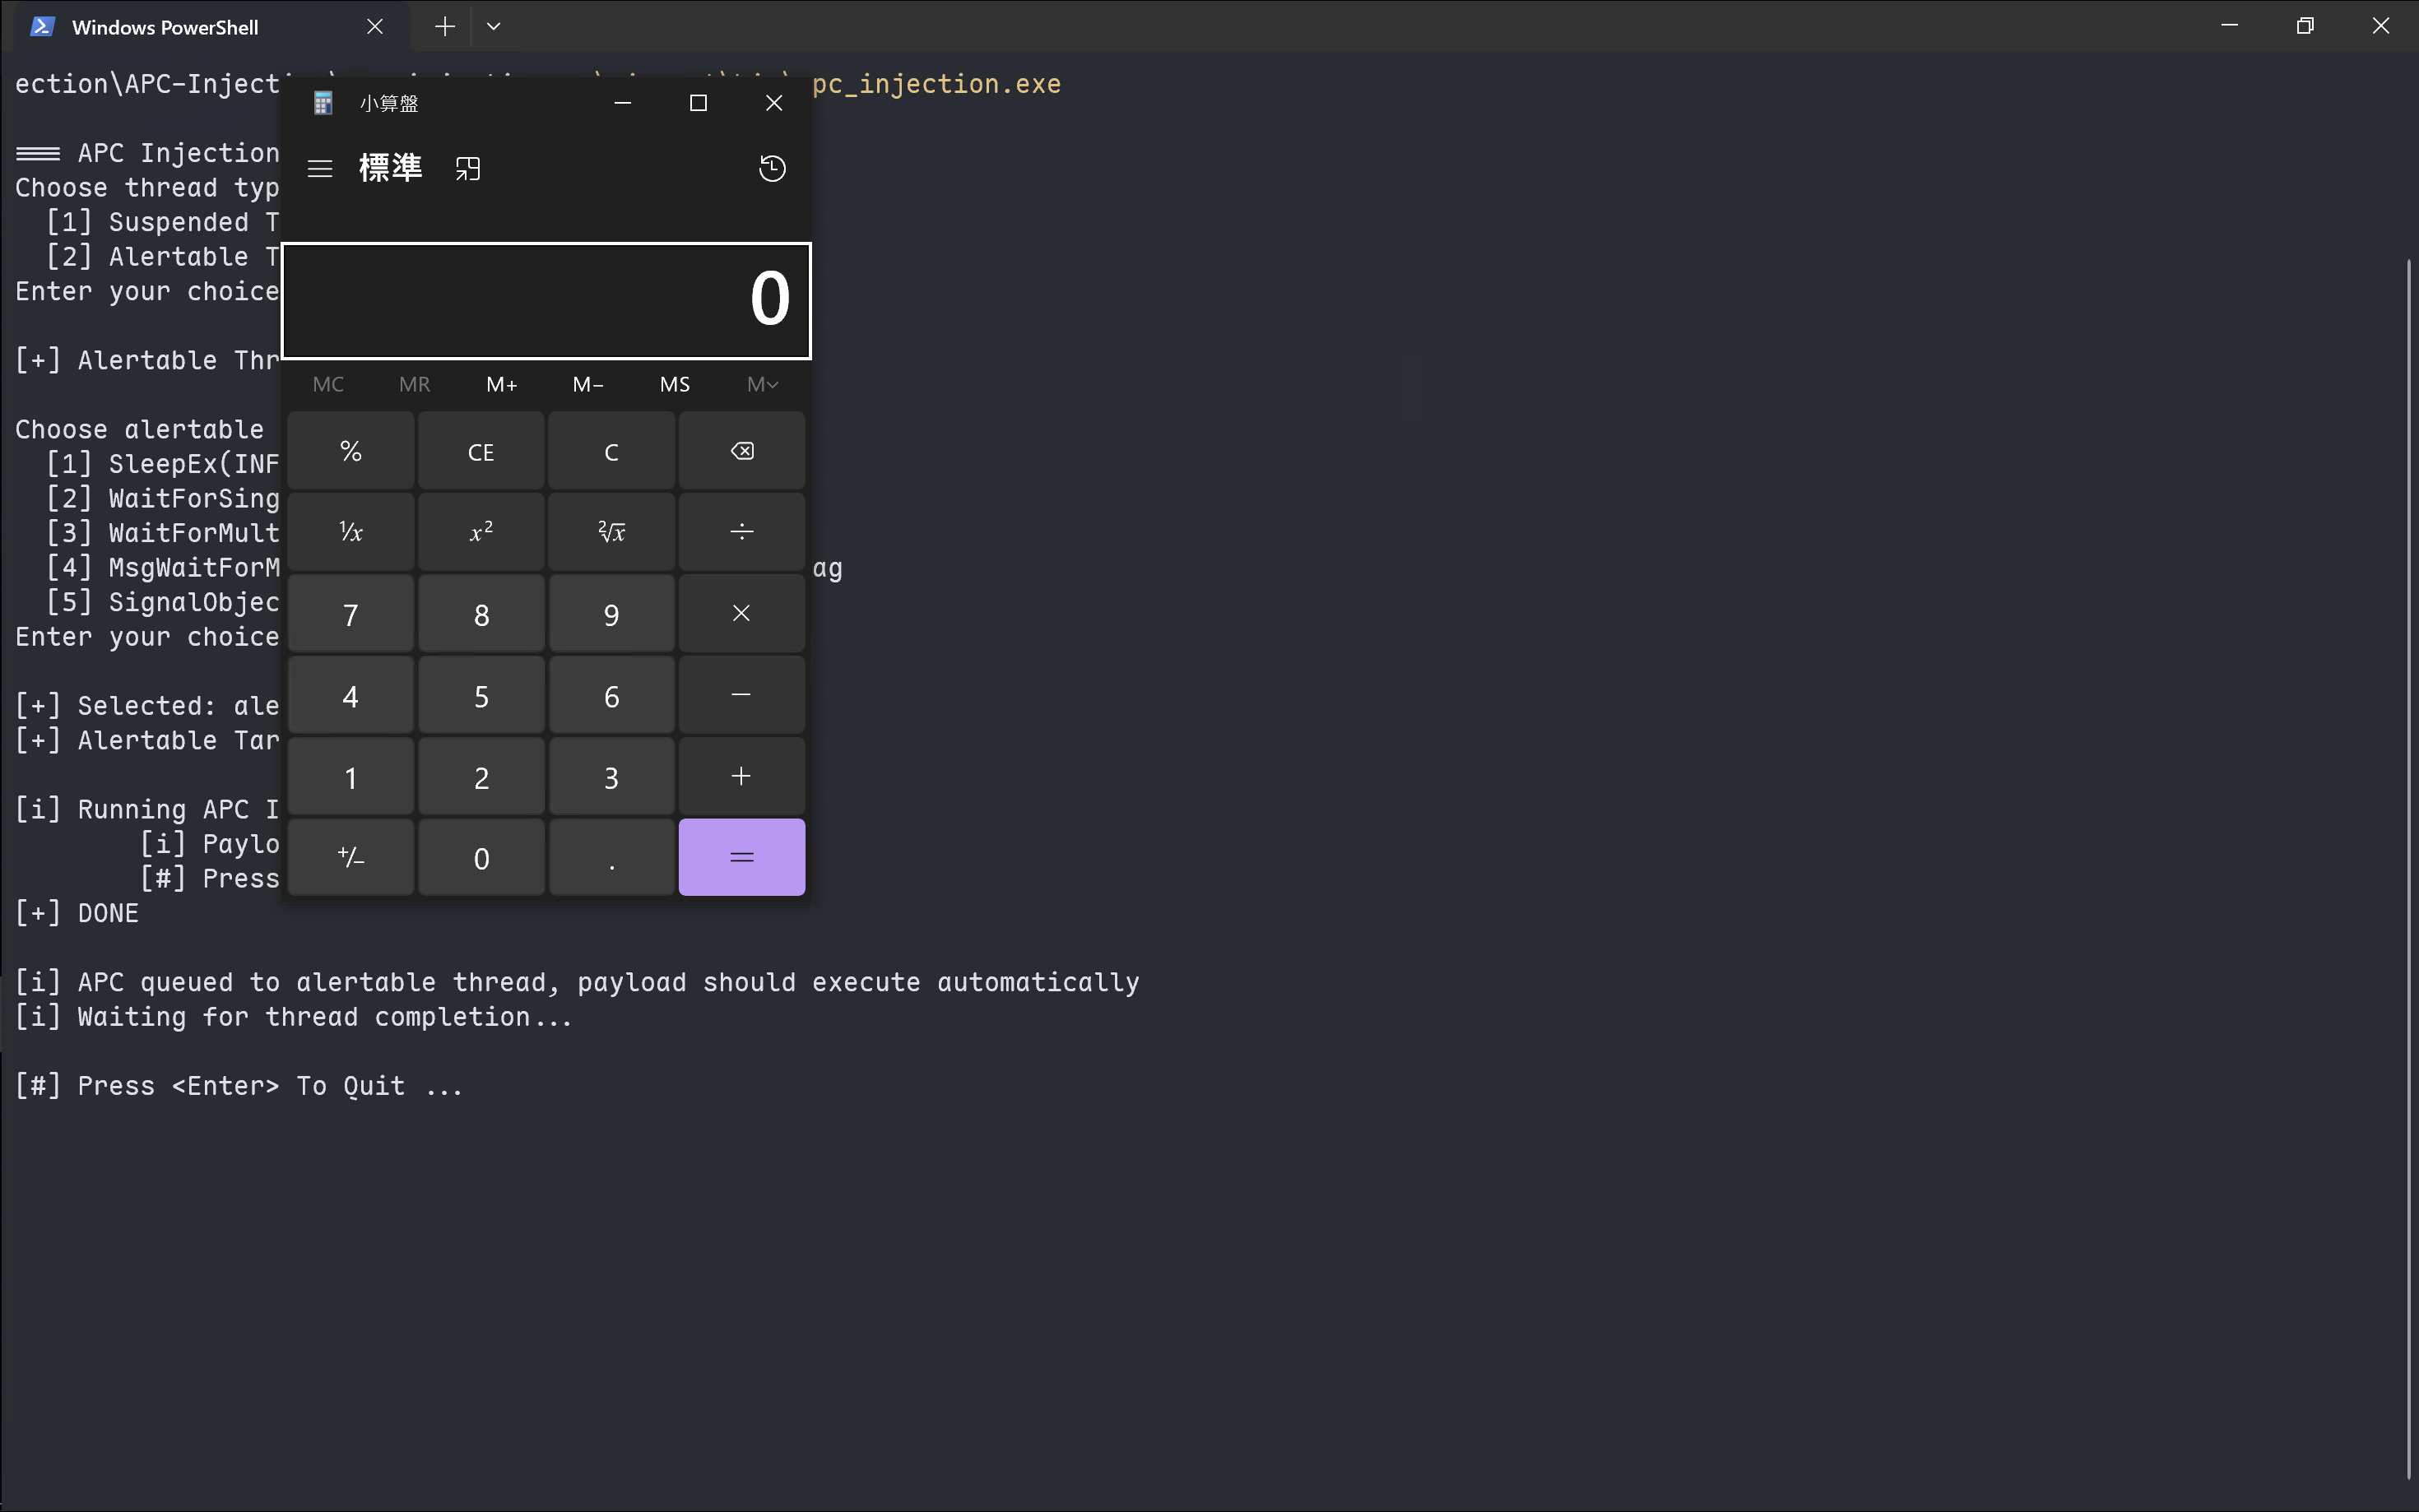 Windows PowerShell
ection\APC-Inject
pc_injection.exe
=== APC Injection
Choose thread typ
[1] Suspended T
[2] Alertable T
Enter your choice
[+] Alertable Thr
Choose alertable
[1] SleepEx(INF
[2] WaitForSing
[3] WaitForMult
[4] MsgWaitForM
ag
[5] SignalObjec
Enter your choice
[+] Selected: ale
[+] Alertable Tar
[i] Running APC I
[i] Paylo
[#] Press
[+] DONE
[i] APC queued to alertable thread, payload should execute automatically
[i] Waiting for thread completion...
[#] Press <Enter> To Quit ...
小算盤
標準
0
MC MR M+ M− MS M
% CE C
¹/x x² ²√x ÷
7 8 9 ×
4 5 6 −
1 2 3 +
+/− 0 . =